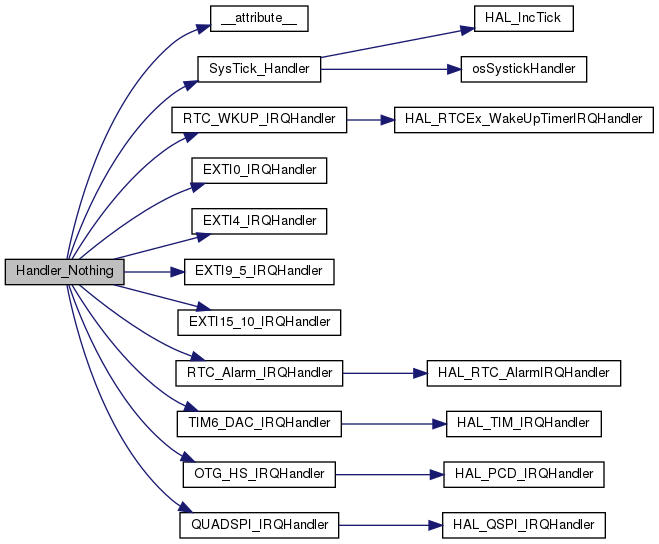 __attribute__
HAL_IncTick
SysTick_Handler
osSystickHandler
RTC_WKUP_IRQHandler
HAL_RTCEx_WakeUpTimerIRQHandler
EXTI0_IRQHandler
EXTI4_IRQHandler
Handler_Nothing
EXTI9_5_IRQHandler
EXTI15_10_IRQHandler
RTC_Alarm_IRQHandler
HAL_RTC_AlarmIRQHandler
TIM6_DAC_IRQHandler
HAL_TIM_IRQHandler
OTG_HS_IRQHandler
HAL_PCD_IRQHandler
QUADSPI_IRQHandler
HAL_QSPI_IRQHandler